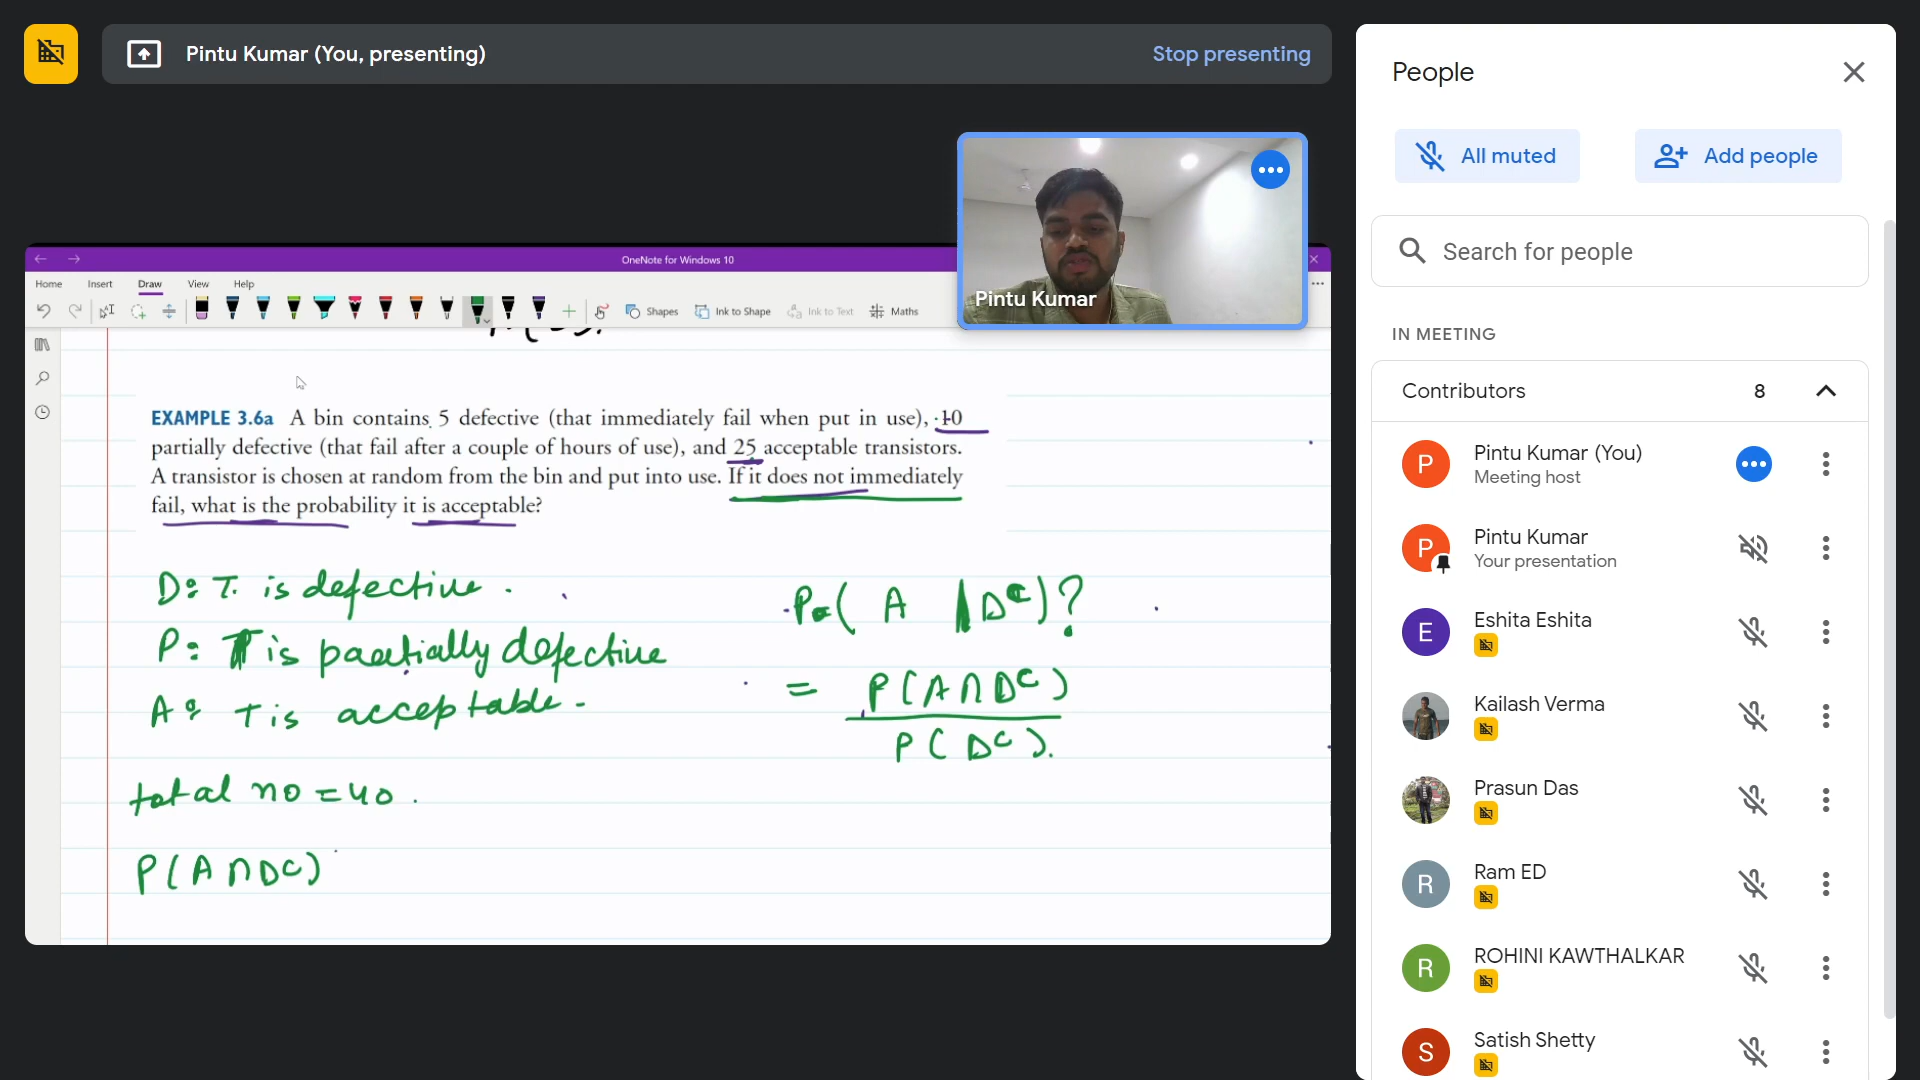 Pintu Kumar (You, presenting)
Stop presenting
OneNote for Windows 10
Home Insert Draw View Help
Shapes Ink to Shape Ink to Text Maths
EXAMPLE 3.6a A bin contains 5 defective (that immediately fail when put in use), 10
partially defective (that fail after a couple of hours of use), and 25 acceptable transistors.
A transistor is chosen at random from the bin and put into use. If it does not immediately
fail, what is the probability it is acceptable?
D: T. is defective.
P: T is partially defective
A: T is acceptable.
total no = 40.
P(A∩Dᶜ)
P(A | Dᶜ)?
= P(A∩Dᶜ)
P(Dᶜ).
Pintu Kumar
People
All muted
Add people
Search for people
IN MEETING
Contributors 8
P
Pintu Kumar (You)
Meeting host
P
Pintu Kumar
Your presentation
E
Eshita Eshita
Kailash Verma
Prasun Das
R
Ram ED
R
ROHINI KAWTHALKAR
S
Satish Shetty